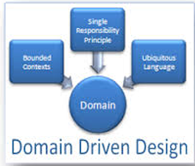 Single
Responsibility
Principle
Bounded
Contexts
Ubiquitous
Language
Domain
Domain Driven Design